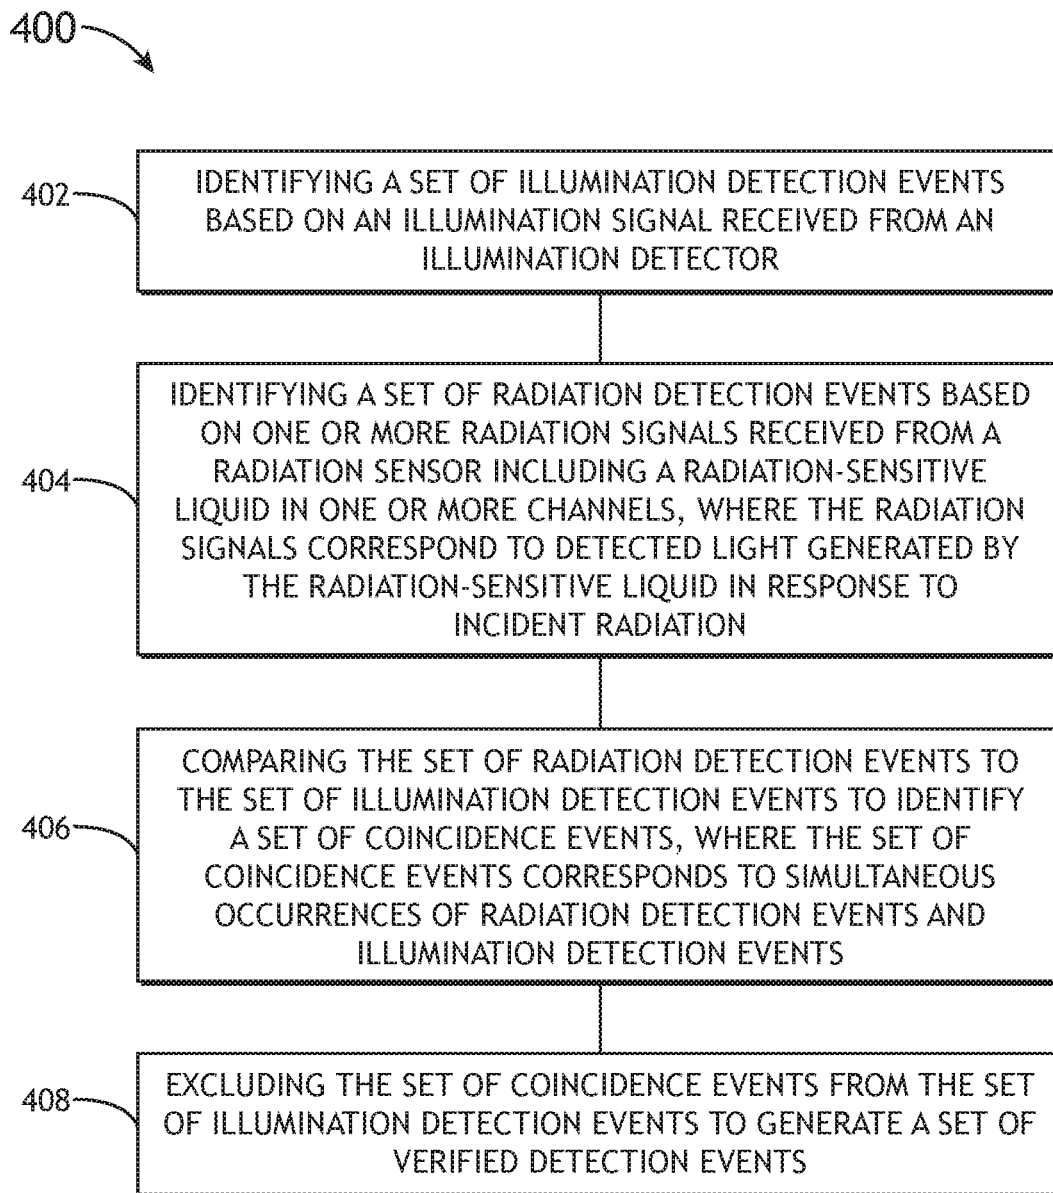 400
402
IDENTIFYING A SET OF ILLUMINATION DETECTION EVENTS
BASED ON AN ILLUMINATION SIGNAL RECEIVED FROM AN
ILLUMINATION DETECTOR
404
IDENTIFYING A SET OF RADIATION DETECTION EVENTS BASED
ON ONE OR MORE RADIATION SIGNALS RECEIVED FROM A
RADIATION SENSOR INCLUDING A RADIATION-SENSITIVE
LIQUID IN ONE OR MORE CHANNELS, WHERE THE RADIATION
SIGNALS CORRESPOND TO DETECTED LIGHT GENERATED BY
THE RADIATION-SENSITIVE LIQUID IN RESPONSE TO
INCIDENT RADIATION
406
COMPARING THE SET OF RADIATION DETECTION EVENTS TO
THE SET OF ILLUMINATION DETECTION EVENTS TO IDENTIFY
A SET OF COINCIDENCE EVENTS, WHERE THE SET OF
COINCIDENCE EVENTS CORRESPONDS TO SIMULTANEOUS
OCCURRENCES OF RADIATION DETECTION EVENTS AND
ILLUMINATION DETECTION EVENTS
408
EXCLUDING THE SET OF COINCIDENCE EVENTS FROM THE SET
OF ILLUMINATION DETECTION EVENTS TO GENERATE A SET OF
VERIFIED DETECTION EVENTS